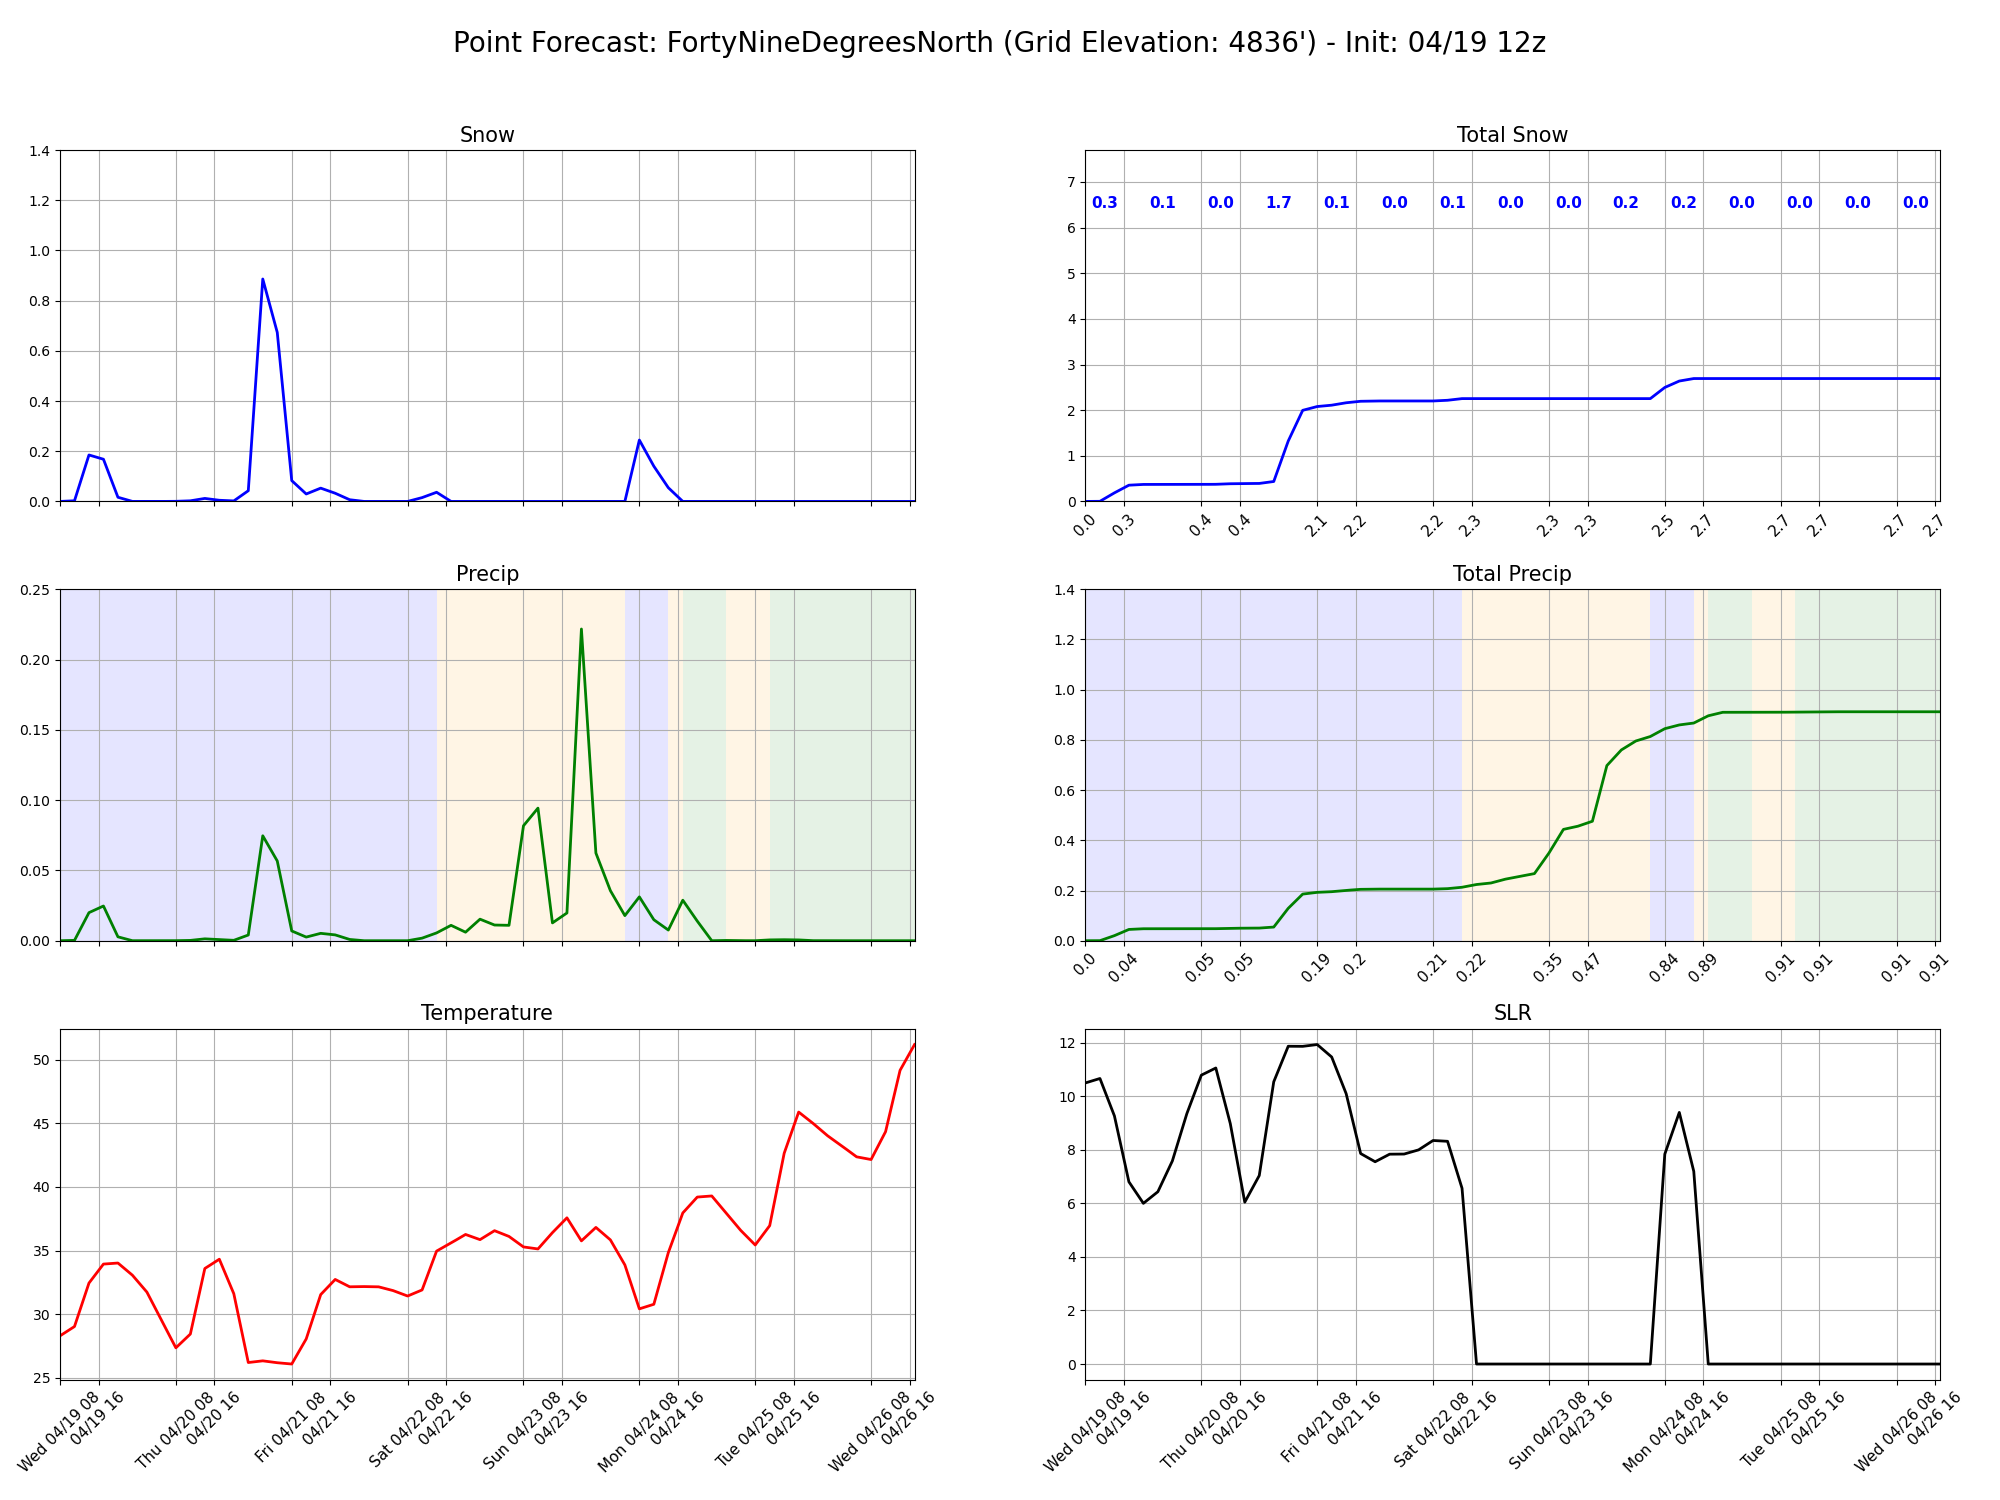 Point Forecast: FortyNineDegreesNorth (Grid Elevation: 4836') - Init: 04/19 12z
Snow
1.4
1.2
1.0
0.8
0.6
0.4
0.2
0.0
Total Snow
7
6
5
4
3
2
1
0
0.3 0.1 0.0 1.7 0.1 0.0 0.1 0.0 0.0 0.2 0.2 0.0 0.0 0.0 0.0
0.0 0.3 0.4 0.4 2.1 2.2 2.2 2.3 2.3 2.3 2.5 2.7 2.7 2.7 2.7 2.7
Precip
0.25
0.20
0.15
0.10
0.05
0.00
Total Precip
1.4
1.2
1.0
0.8
0.6
0.4
0.2
0.0
0.0 0.04 0.05 0.05 0.19 0.2 0.21 0.22 0.35 0.47 0.84 0.89 0.91 0.91 0.91 0.91
Temperature
50
45
40
35
30
25
Wed 04/19 08
04/19 16
Thu 04/20 08
04/20 16
Fri 04/21 08
04/21 16
Sat 04/22 08
04/22 16
Sun 04/23 08
04/23 16
Mon 04/24 08
04/24 16
Tue 04/25 08
04/25 16
Wed 04/26 08
04/26 16
SLR
12
10
8
6
4
2
0
Wed 04/19 08
04/19 16
Thu 04/20 08
04/20 16
Fri 04/21 08
04/21 16
Sat 04/22 08
04/22 16
Sun 04/23 08
04/23 16
Mon 04/24 08
04/24 16
Tue 04/25 08
04/25 16
Wed 04/26 08
04/26 16